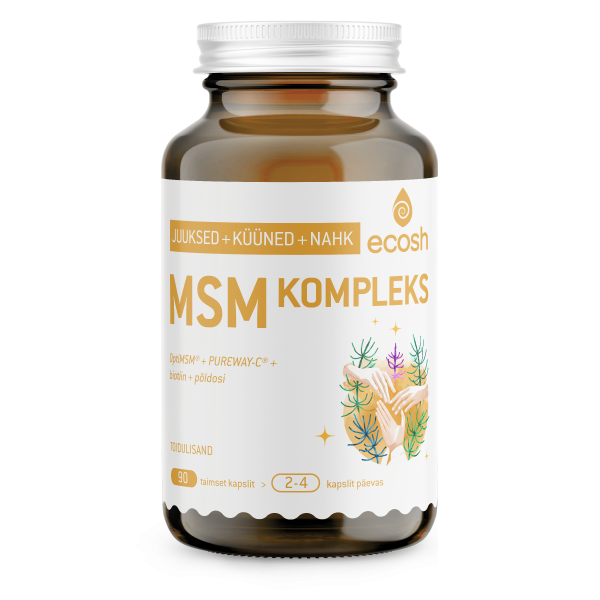 JUUKSED + KÜÜNED + NAHK
ecosh
MSM KOMPLEKS
OptiMSM® + PUREWAY-C® +
biotiin + põldosi
TOIDULISAND
90 taimset kapslit > 2-4 kapslit päevas